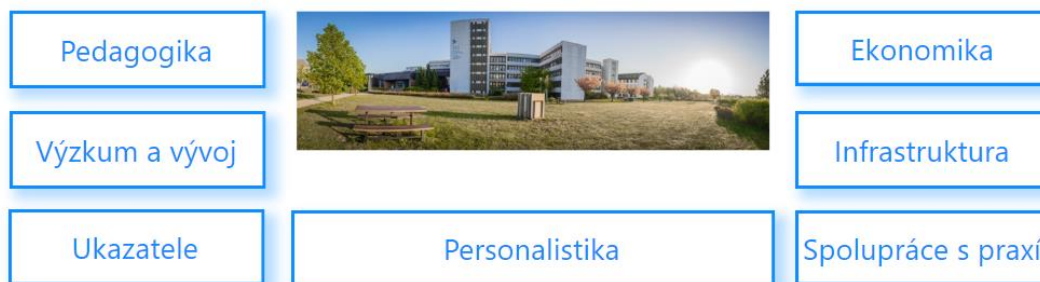 Pedagogika
Ekonomika
Výzkum a vývoj
Infrastruktura
Ukazatele
Personalistika
Spolupráce s praxí